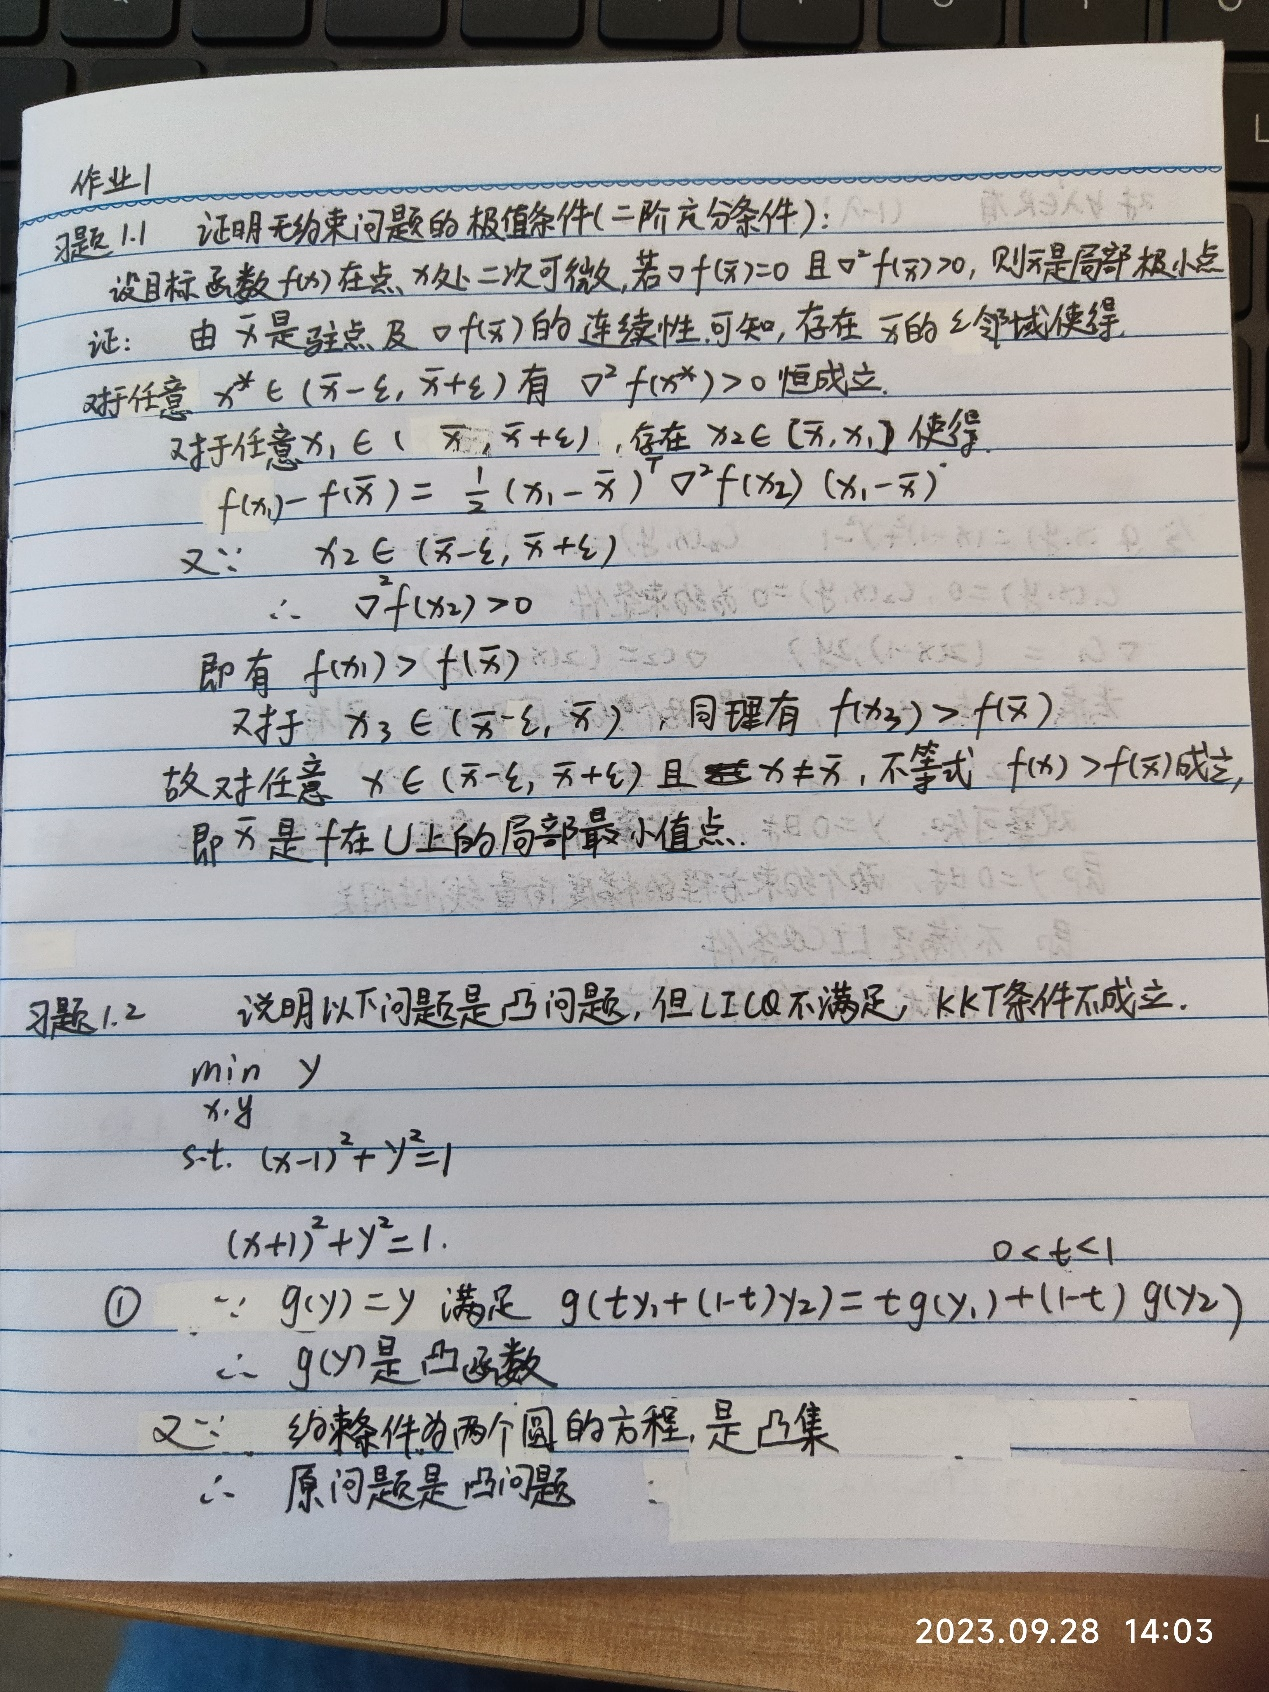 作业1
习题1.1 证明无约束问题的极值条件(二阶充分条件):
设目标函数f(x)在点x处二次可微,若▽f(x̄)=0 且▽²f(x̄)>0, 则x̄是局部极小点
证: 由x̄是驻点及▽f(x̄)的连续性可知,存在x̄的ε邻域使得
对于任意 x* ∈ (x̄-ε, x̄+ε)有 ▽²f(x*)>0 恒成立.
对于任意x₁∈( x̄, x̄+ε) ,存在 x₂∈[x̄,x₁] 使得
f(x₁)-f(x̄) = ½(x₁-x̄)ᵀ▽²f(x₂)(x₁-x̄)
又∵ x₂∈(x̄-ε, x̄+ε)
∴ ▽²f(x₂)>0
即有 f(x₁)>f(x̄)
对于 x₃∈(x̄-ε, x̄) ,同理有 f(x₃)>f(x̄)
故对任意 x∈(x̄-ε, x̄+ε)且 x≠x̄, 不等式 f(x)>f(x̄)成立,
即x̄是f在U上的局部最小值点.
习题1.2 说明以下问题是凸问题,但LICQ不满足, KKT条件不成立.
min y
x.y
s.t. (x-1)²+y²=1
(x+1)²+y²=1.
0<t<1
① ∵ g(y)=y 满足 g(ty₁+(1-t)y₂)=tg(y₁)+(1-t)g(y₂)
∴ g(y)是凸函数
又∵ 约束条件为两个圆的方程,是凸集
∴ 原问题是凸问题
2023.09.28 14:03